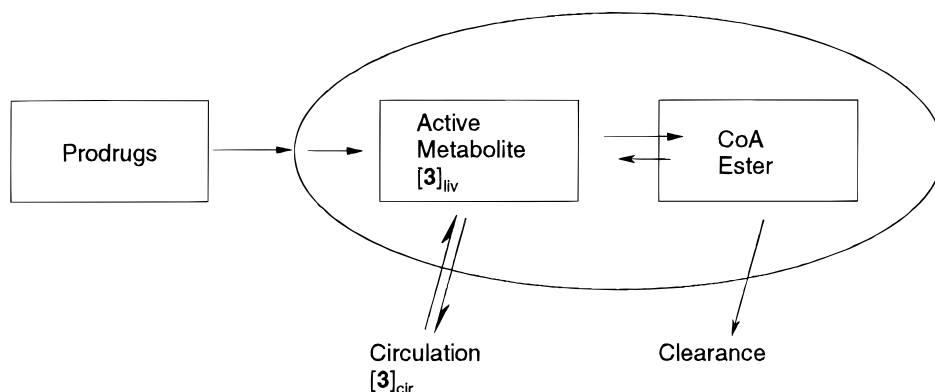 Prodrugs
Active
Metabolite
[3]liv
CoA
Ester
Circulation
[3]cir
Clearance